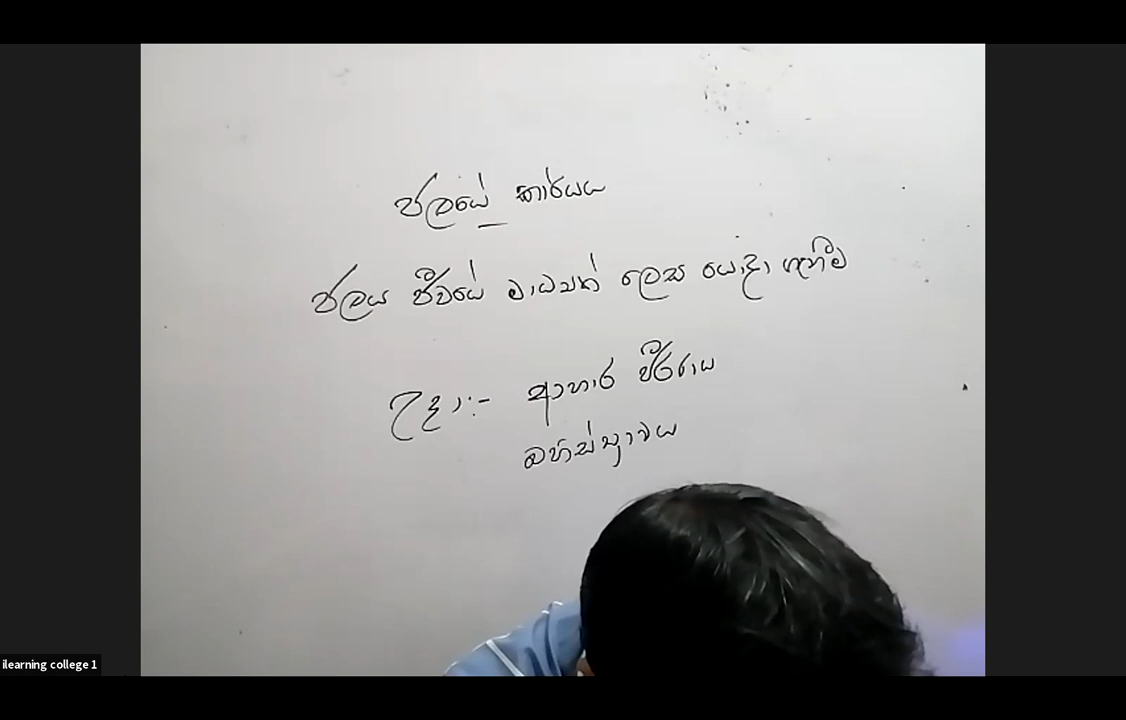 ජලයේ කාර්යය
ජලය ජීවයේ මාධ්‍යයක් ලෙස යොදා ගැනීම
උදා:- ආහාර ජීරණය
බහිස්ස්‍රාවය
ilearning college 1